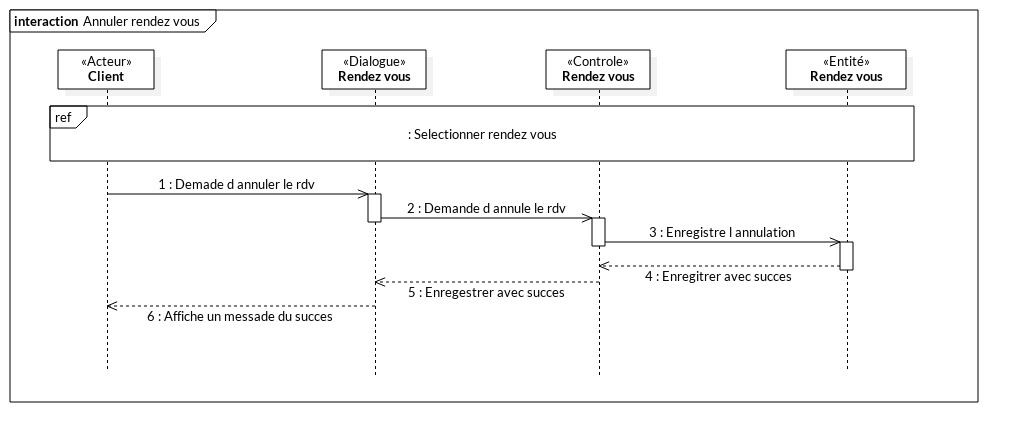 interaction Annuler rendez vous
«Acteur»
Client
«Dialogue»
Rendez vous
«Controle»
Rendez vous
«Entité»
Rendez vous
ref
: Selectionner rendez vous
1 : Demade d annuler le rdv
2 : Demande d annule le rdv
3 : Enregistre l annulation
4 : Enregitrer avec succes
5 : Enregestrer avec succes
6 : Affiche un messade du succes